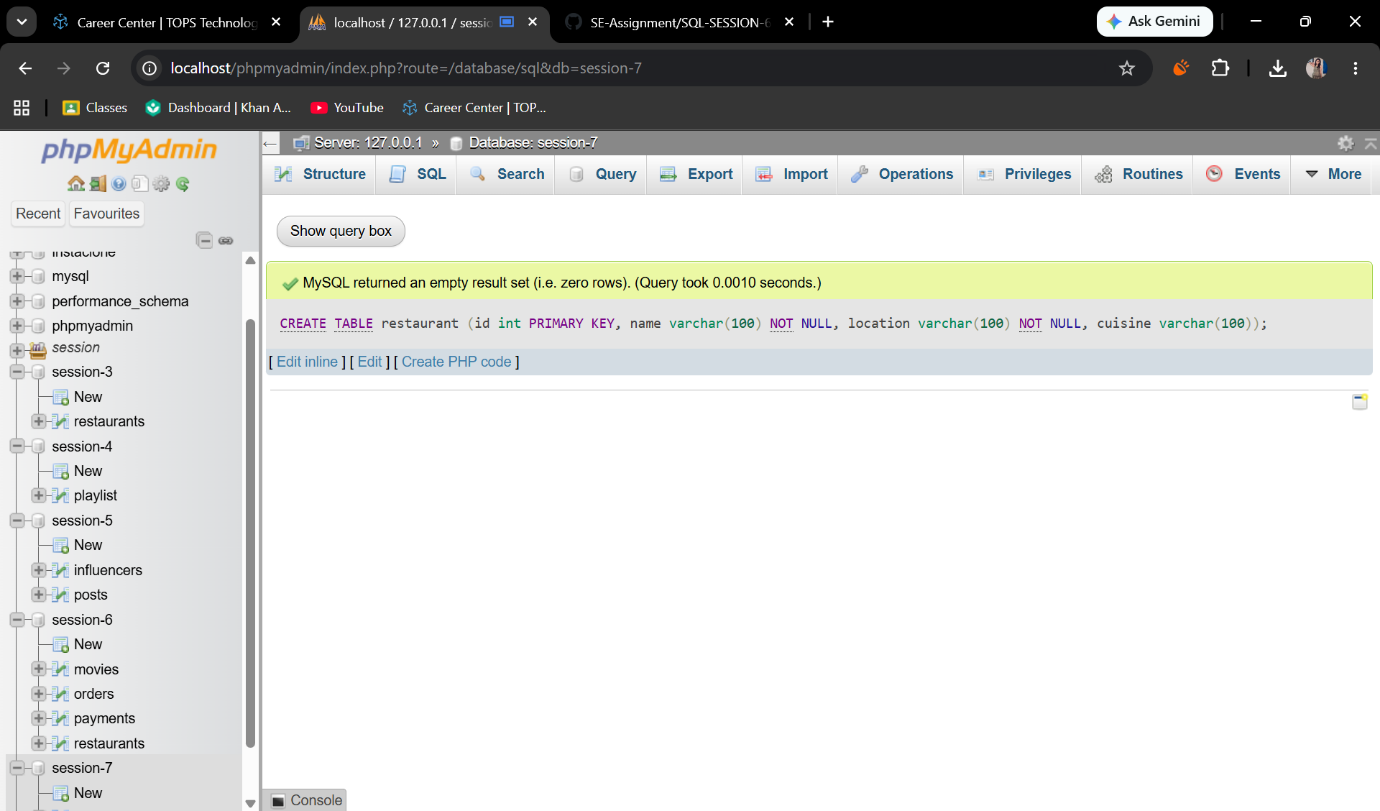 Career Center | TOPS Technolog
localhost / 127.0.0.1 / sessio
SE-Assignment/SQL-SESSION-6
Ask Gemini
localhost/phpmyadmin/index.php?route=/database/sql&db=session-7
Classes
Dashboard | Khan A...
YouTube
Career Center | TOP...
phpMyAdmin
Recent
Favourites
mysql
performance_schema
phpmyadmin
session
session-3
New
restaurants
session-4
New
playlist
session-5
New
influencers
posts
session-6
New
movies
orders
payments
restaurants
session-7
New
Server: 127.0.0.1 » Database: session-7
Structure
SQL
Search
Query
Export
Import
Operations
Privileges
Routines
Events
More
Show query box
MySQL returned an empty result set (i.e. zero rows). (Query took 0.0010 seconds.)
CREATE TABLE restaurant (id int PRIMARY KEY, name varchar(100) NOT NULL, location varchar(100) NOT NULL, cuisine varchar(100));
[ Edit inline ] [ Edit ] [ Create PHP code ]
Console